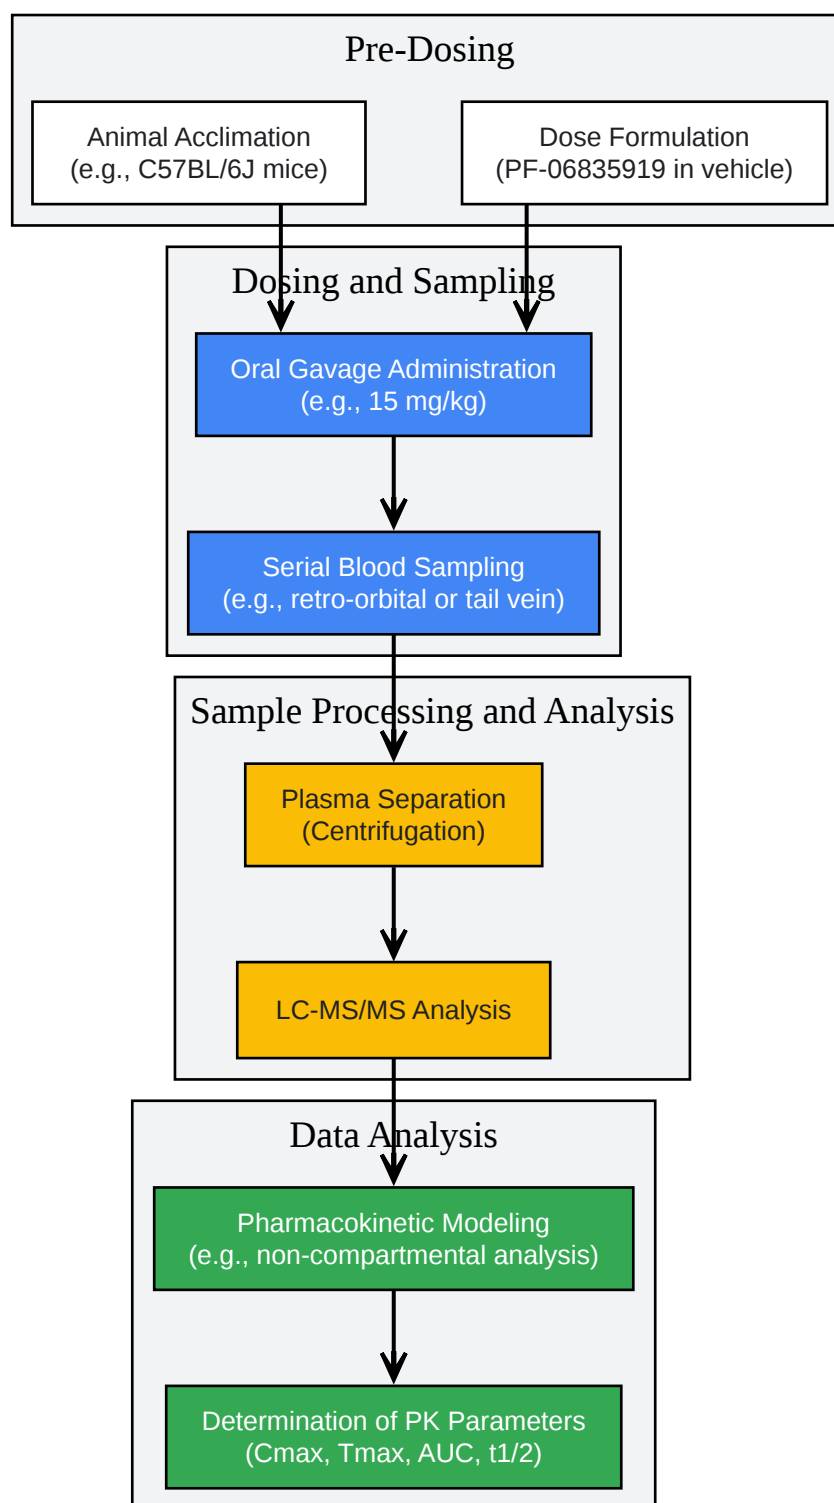 Pre-Dosing
Animal Acclimation
(e.g., C57BL/6J mice)
Dose Formulation
(PF-06835919 in vehicle)
Dosing and Sampling
Oral Gavage Administration
(e.g., 15 mg/kg)
Serial Blood Sampling
(e.g., retro-orbital or tail vein)
Sample Processing and Analysis
Plasma Separation
(Centrifugation)
LC-MS/MS Analysis
Data Analysis
Pharmacokinetic Modeling
(e.g., non-compartmental analysis)
Determination of PK Parameters
(Cmax, Tmax, AUC, t1/2)